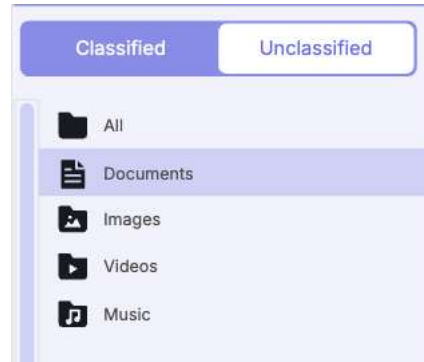 Classified Unclassified
All
Documents
Images
Videos
Music